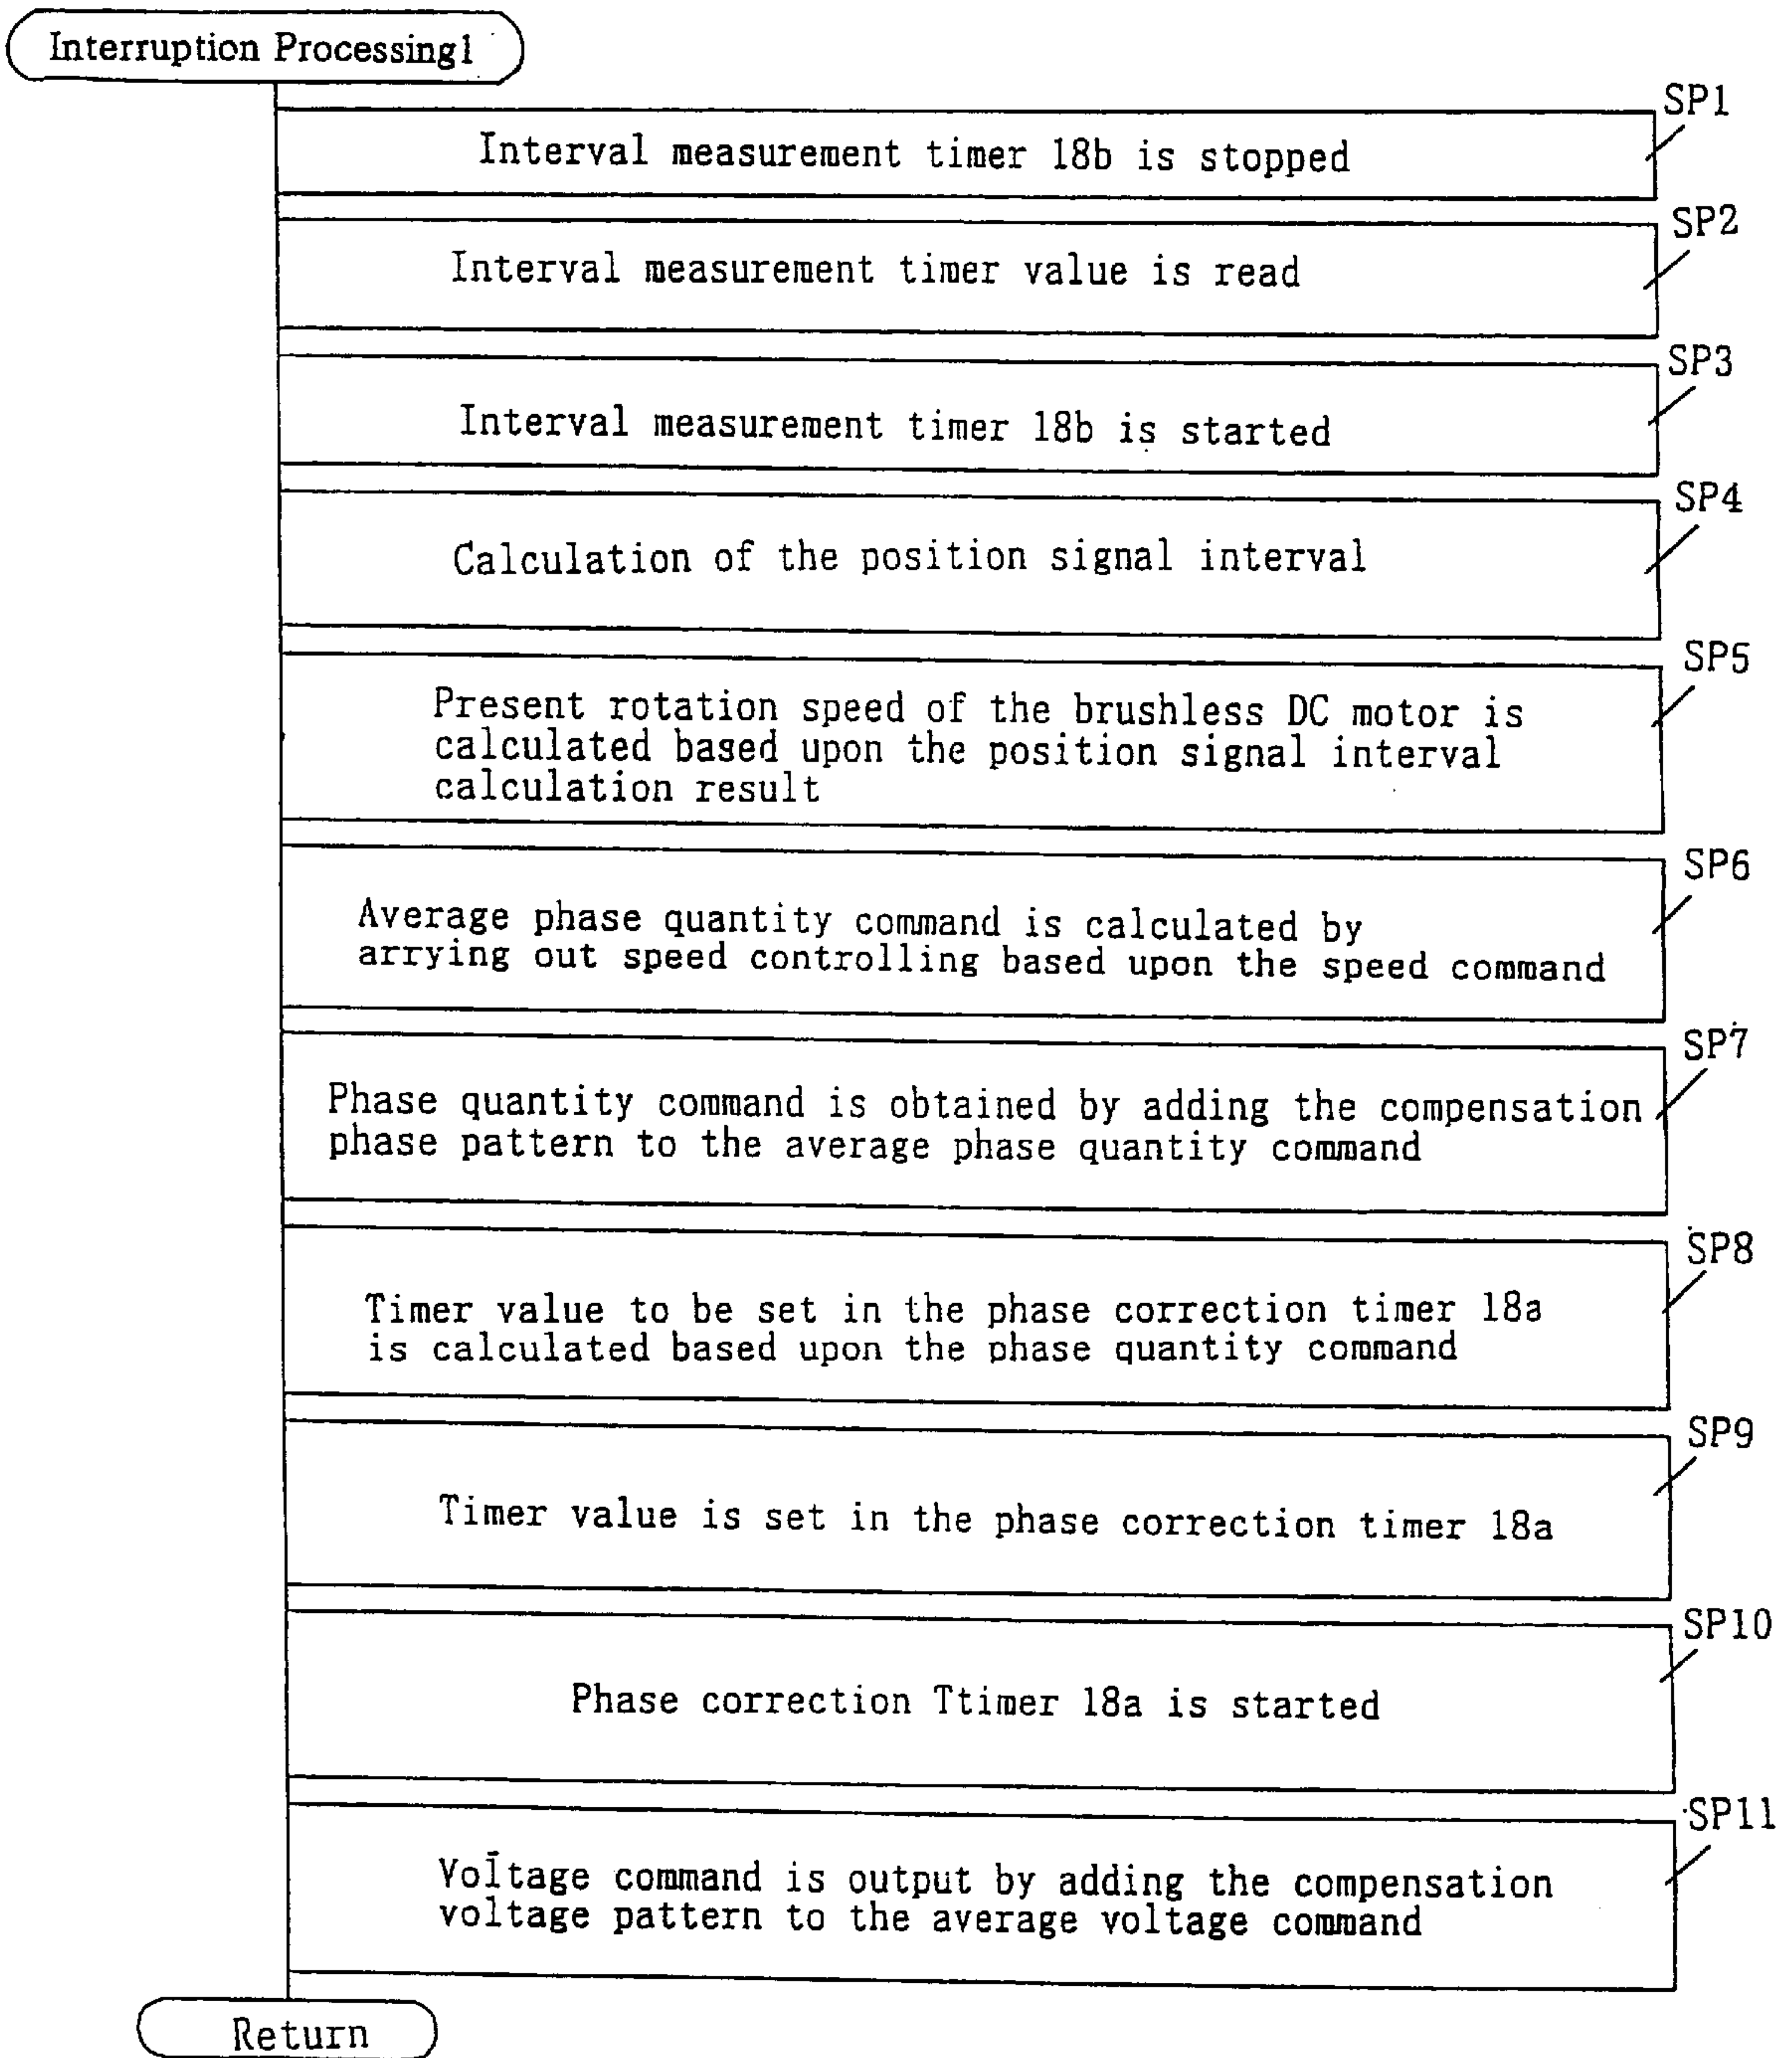 Interruption Processing1
SP1
Interval measurement timer 18b is stopped
SP2
Interval measurement timer value is read
SP3
Interval measurement timer 18b is started
SP4
Calculation of the position signal interval
SP5
Present rotation speed of the brushless DC motor is
calculated based upon the position signal interval
calculation result
SP6
Average phase quantity command is calculated by
arrying out speed controlling based upon the speed command
SP7
Phase quantity command is obtained by adding the compensation
phase pattern to the average phase quantity command
SP8
Timer value to be set in the phase correction timer 18a
is calculated based upon the phase quantity command
SP9
Timer value is set in the phase correction timer 18a
SP10
Phase correction Ttimer 18a is started
SP11
Voltage command is output by adding the compensation
voltage pattern to the average voltage command
Return